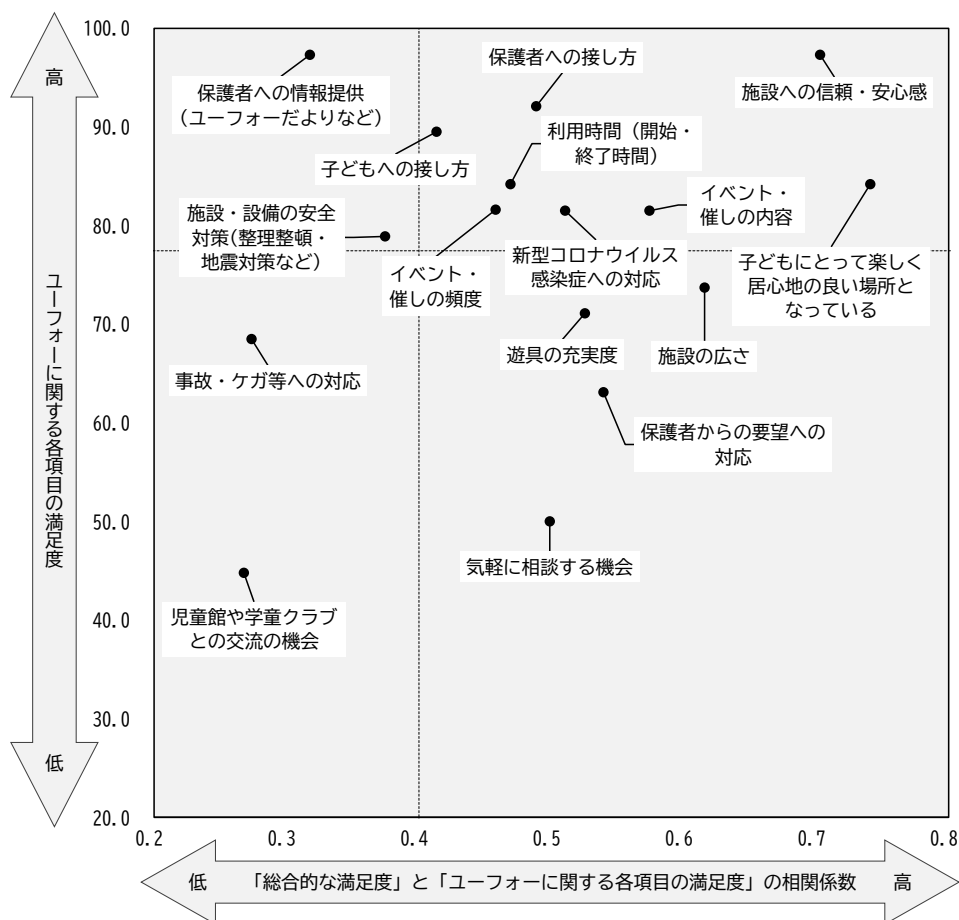 100.0
90.0
80.0
70.0
60.0
50.0
40.0
30.0
20.0
高
ユーフォーに関する各項目の満足度
低
保護者への情報提供
（ユーフォーだよりなど）
保護者への接し方
施設への信頼・安心感
子どもへの接し方
利用時間（開始・
終了時間）
施設・設備の安全
対策(整理整頓・
地震対策など）
イベント・
催しの頻度
新型コロナウイルス
感染症への対応
イベント・
催しの内容
子どもにとって楽しく
居心地の良い場所と
なっている
事故・ケガ等への対応
遊具の充実度
施設の広さ
保護者からの要望への
対応
気軽に相談する機会
児童館や学童クラブ
との交流の機会
0.2
0.3
0.4
0.5
0.6
0.7
0.8
低
「総合的な満足度」と「ユーフォーに関する各項目の満足度」の相関係数
高